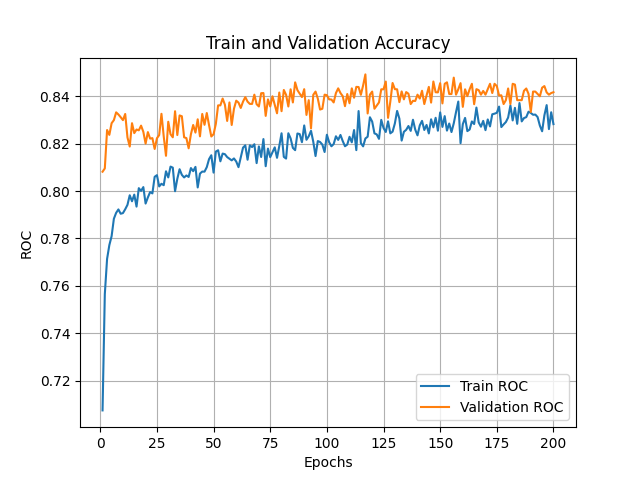 Train and Validation Accuracy
ROC
0.84
0.82
0.80
0.78
0.76
0.74
0.72
0 25 50 75 100 125 150 175 200
Epochs
Train ROC
Validation ROC